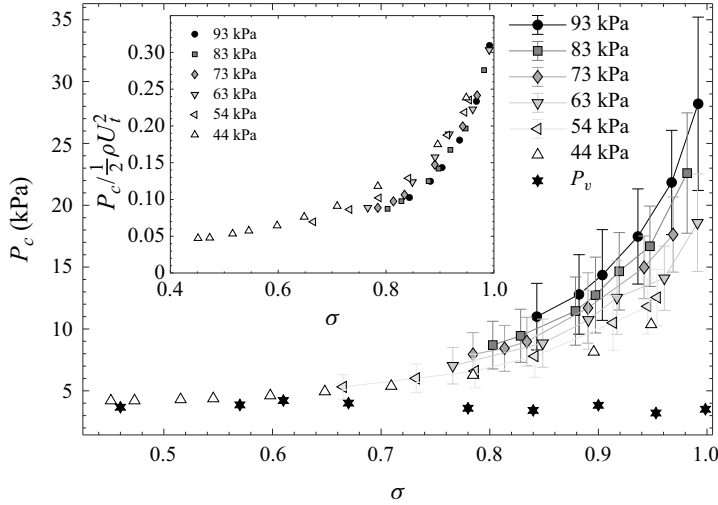 35
30
25
20
15
10
5
P_c (kPa)
0.5
0.6
0.7
0.8
0.9
1.0
σ
93 kPa
83 kPa
73 kPa
63 kPa
54 kPa
44 kPa
P_v
0.30
0.25
0.20
0.15
0.10
0.05
0
P_c/½ρU_t²
0.4
0.6
0.8
1.0
σ
93 kPa
83 kPa
73 kPa
63 kPa
54 kPa
44 kPa